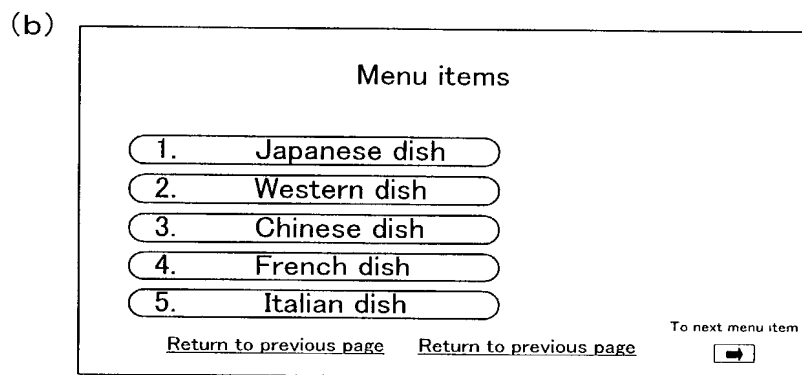 (b)
Menu items
1. Japanese dish
2. Western dish
3. Chinese dish
4. French dish
5. Italian dish
To next menu item
Return to previous page Return to previous page